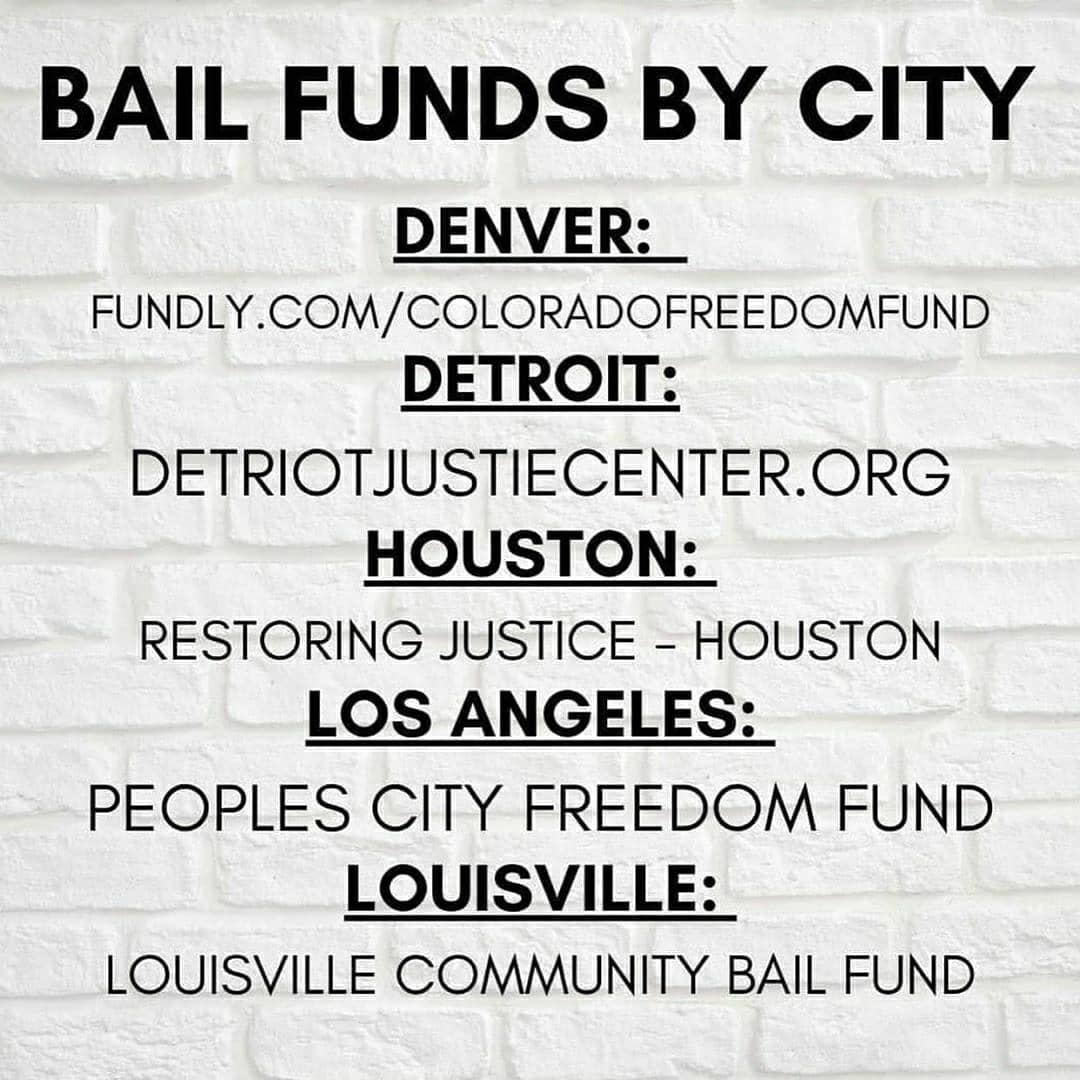 BAIL FUNDS BY CITY
DENVER:
FUNDLY.COM/COLORADOFREEDOMFUND
DETROIT:
DETRIOTJUSTIECENTER.ORG
HOUSTON:
RESTORING JUSTICE – HOUSTON
LOS ANGELES:
PEOPLES CITY FREEDOM FUND
LOUISVILLE:
LOUISVILLE COMMUNITY BAIL FUND